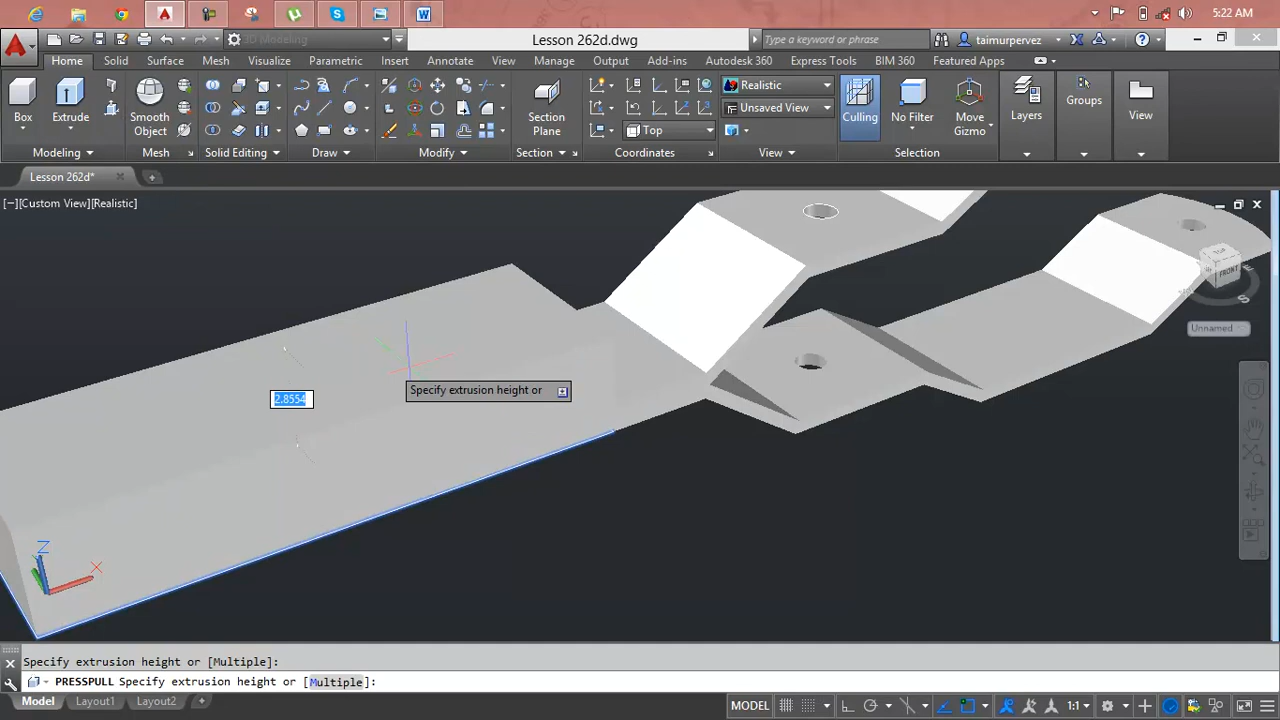 5:22 AM
3D Modeling
Lesson 262d.dwg
Type a keyword or phrase
taimurpervez
Home Solid Surface Mesh Visualize Parametric Insert Annotate View Manage Output Add-ins Autodesk 360 Express Tools BIM 360 Featured Apps
Box
Extrude
Smooth
Object
Section
Plane
Realistic
Unsaved View
Top
Culling
No Filter
Move
Gizmo
Layers
Groups
View
Modeling Mesh Solid Editing Draw Modify Section Coordinates View Selection
Lesson 262d*
[−][Custom View][Realistic]
TOP
FRONT
S
Unnamed
Specify extrusion height or
2.8554
Z
X
Specify extrusion height or [Multiple]:
PRESSPULL Specify extrusion height or [Multiple]:
Model Layout1 Layout2
MODEL
1:1